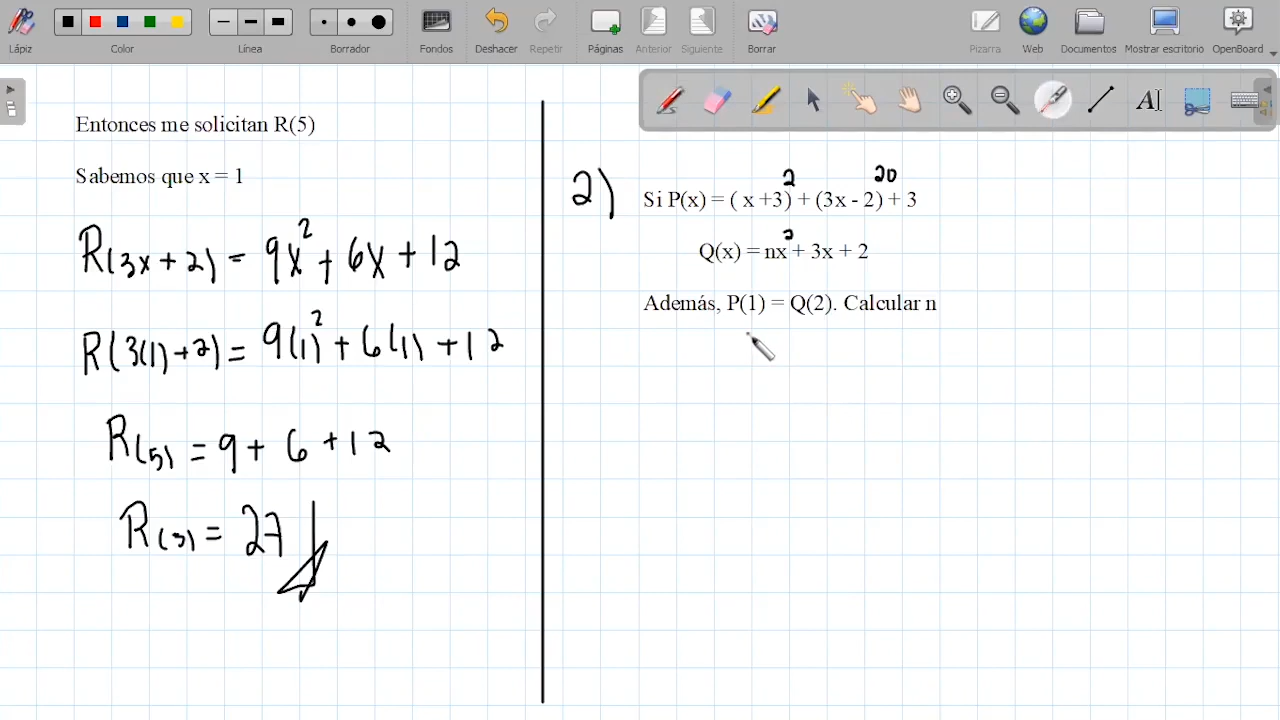 Lápiz
Color
Línea
Borrador
Fondos
Deshacer
Repetir
Páginas
Anterior
Siguiente
Borrar
Pizarra
Web
Documentos
Mostrar escritorio
OpenBoard
Entonces me solicitan R(5)
Sabemos que x = 1
R(3x+2) = 9x² + 6x + 12
R(3(1)+2) = 9(1)² + 6(1) + 12
R(5) = 9 + 6 + 12
R(5) = 27
2)
Si P(x) = ( x +3)² + (3x - 2)²⁰ + 3
Q(x) = nx² + 3x + 2
Además, P(1) = Q(2). Calcular n